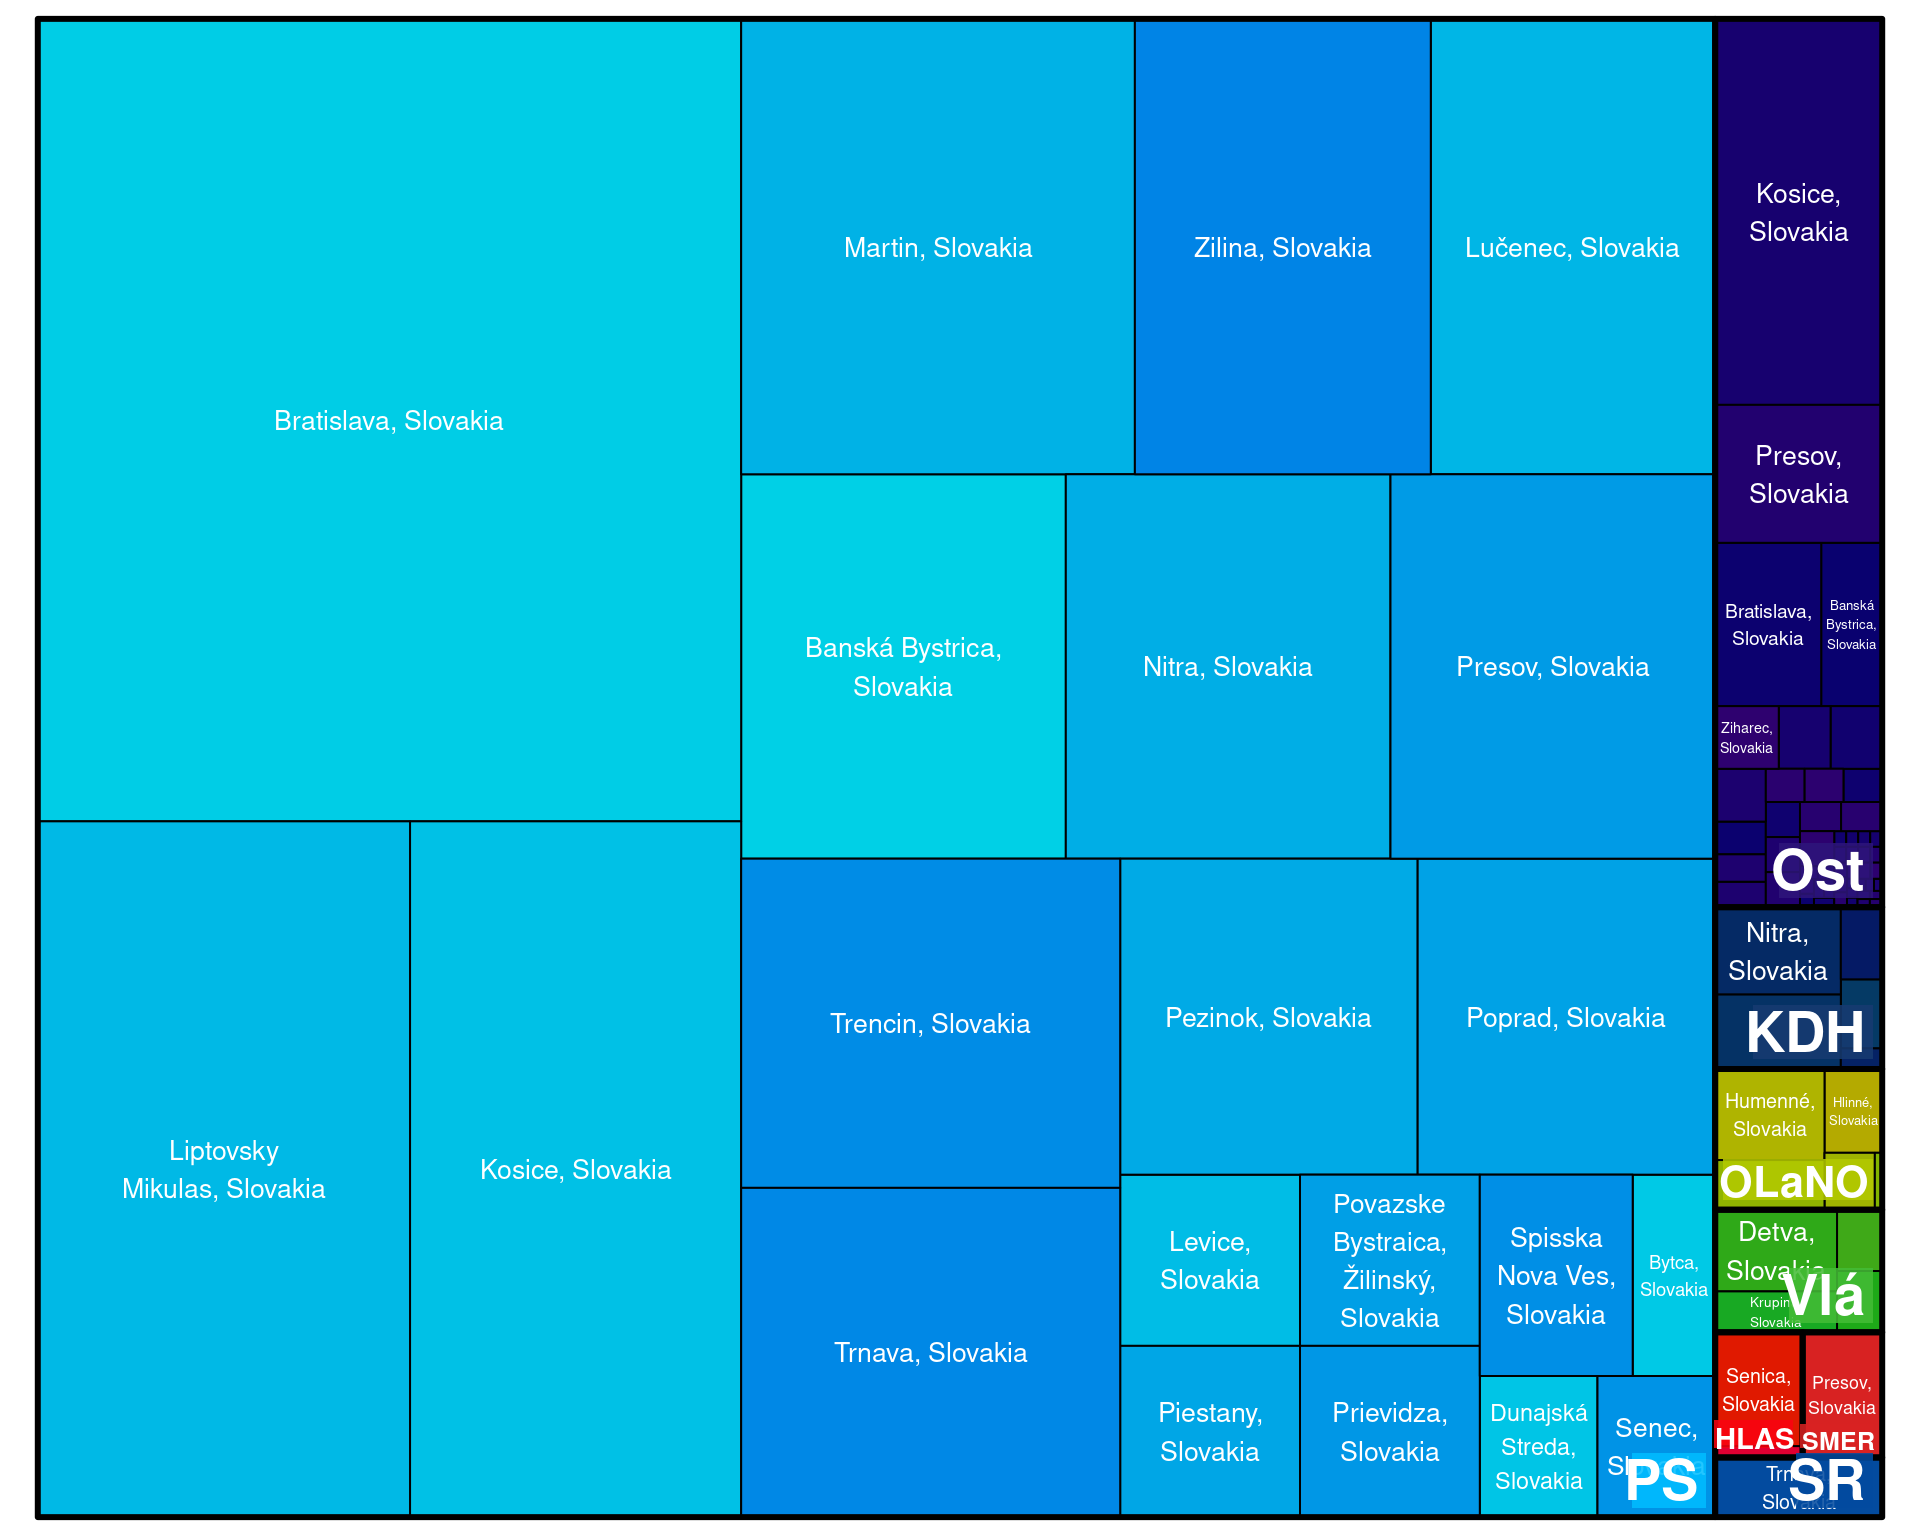 Bratislava, Slovakia
Liptovsky
Mikulas, Slovakia
Kosice, Slovakia
Martin, Slovakia
Zilina, Slovakia
Lučenec, Slovakia
Banská Bystrica,
Slovakia
Nitra, Slovakia
Presov, Slovakia
Trencin, Slovakia
Trnava, Slovakia
Pezinok, Slovakia
Poprad, Slovakia
Levice,
Slovakia
Povazske
Bystraica,
Žilinský,
Slovakia
Spisska
Nova Ves,
Slovakia
Bytca,
Slovakia
Piestany,
Slovakia
Prievidza,
Slovakia
Dunajská
Streda,
Slovakia
Senec,
PS
Kosice,
Slovakia
Presov,
Slovakia
Bratislava,
Slovakia
Banská
Bystrica,
Slovakia
Ziharec,
Slovakia
Ost
Nitra,
Slovakia
KDH
Humenné,
Slovakia
Hlinné,
Slovakia
OLaNO
Detva,
Slovakia
Slovakia
Vlá
Senica,
Slovakia
HLAS
Presov,
Slovakia
SMER
Slovakia
SR